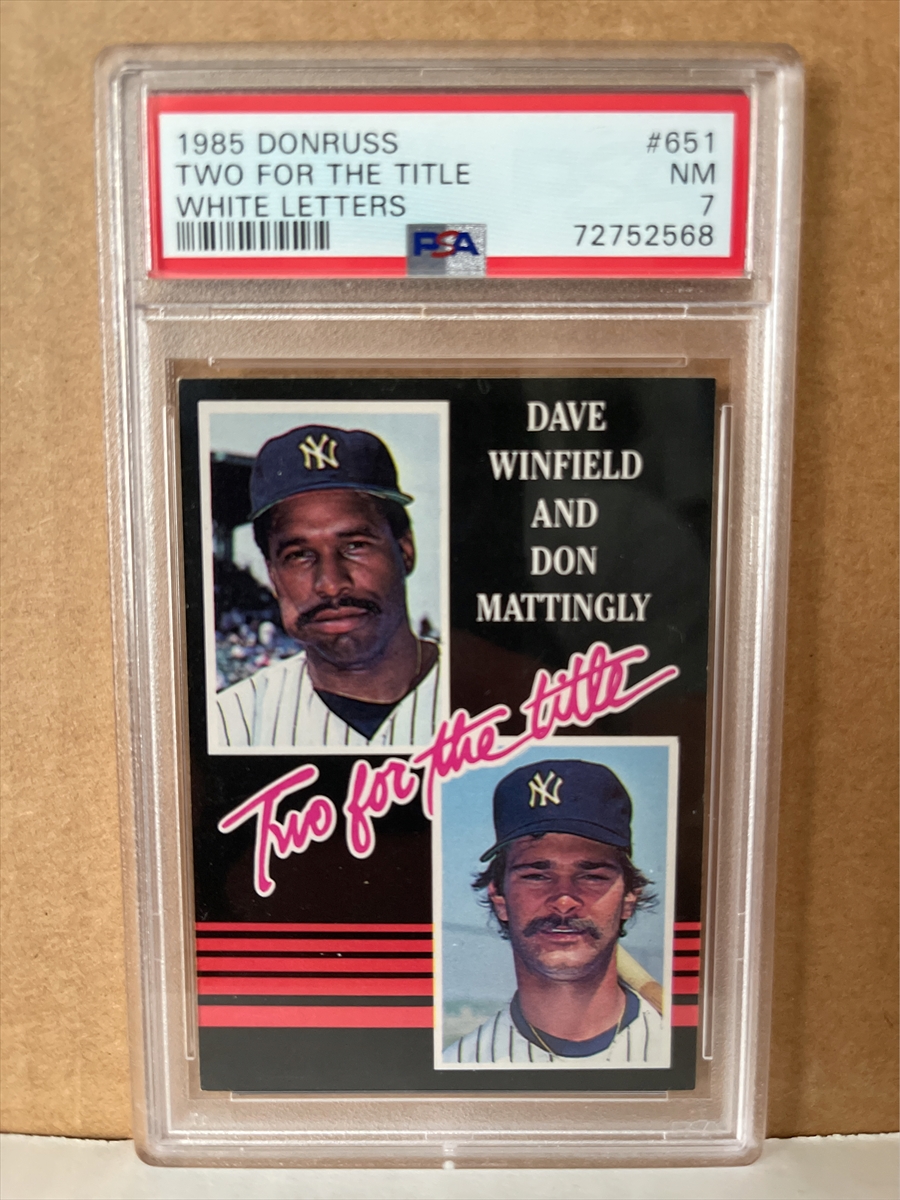 1985 DONRUSS #651
TWO FOR THE TITLE NM
WHITE LETTERS 7
PSA 72752568
DAVE
WINFIELD
AND
DON
MATTINGLY
Two for the title
NY
NY